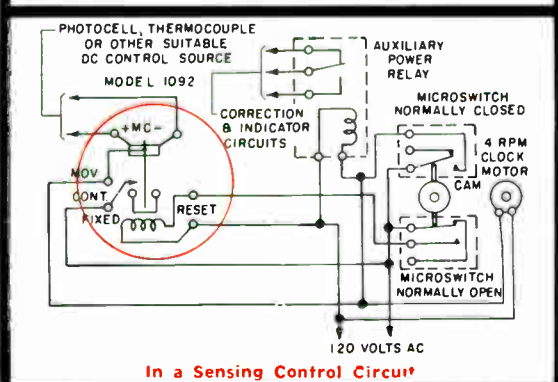 PHOTOCELL, THERMOCOUPLE
OR OTHER SUITABLE
DC CONTROL SOURCE
MODEL 1092
AUXILIARY
POWER
RELAY
CORRECTION
& INDICATOR
CIRCUITS
MICROSWITCH
NORMALLY CLOSED
4 RPM
CLOCK
MOTOR
CAM
+MC-
MOV
CONT.
FIXED
RESET
MICROSWITCH
NORMALLY OPEN
120 VOLTS AC
In a Sensing Control Circuit